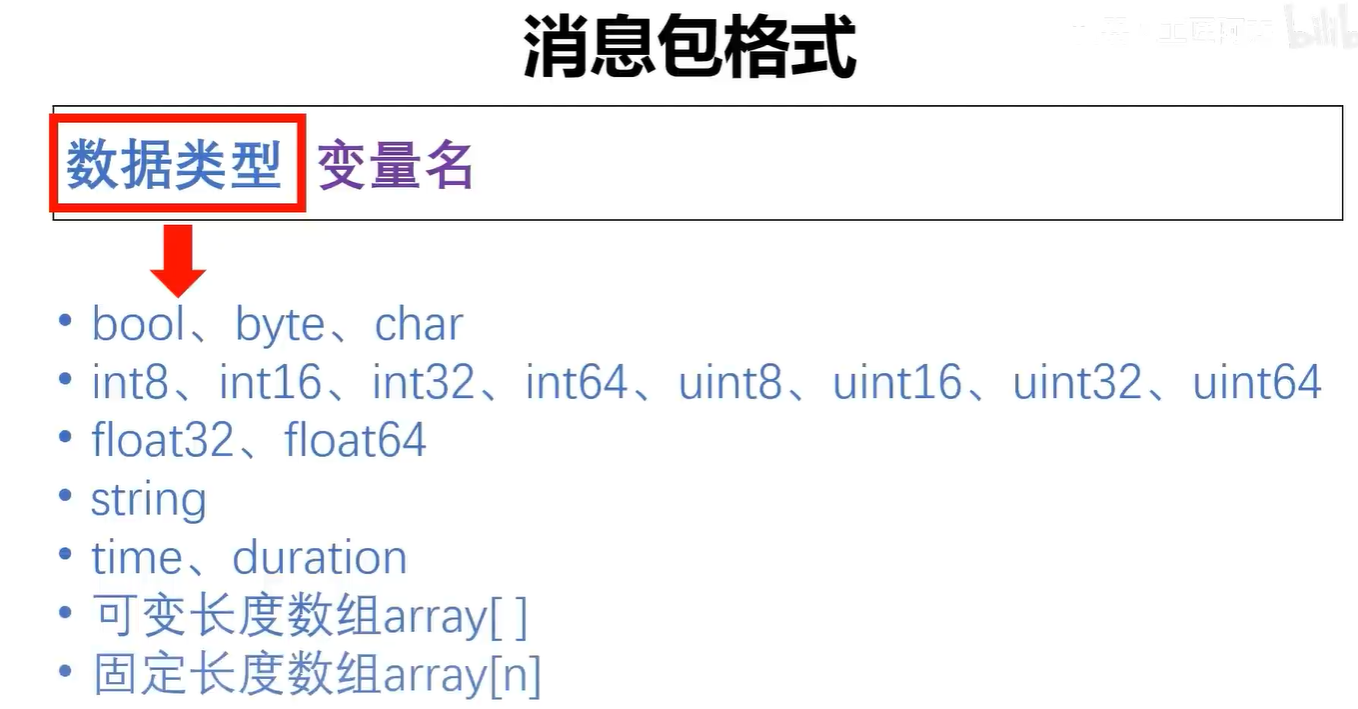 消息包格式
bilib
数据类型 变量名
• bool、byte、char
• int8、int16、int32、int64、uint8、uint16、uint32、uint64
• float32、float64
• string
• time、duration
• 可变长度数组array[ ]
• 固定长度数组array[n]